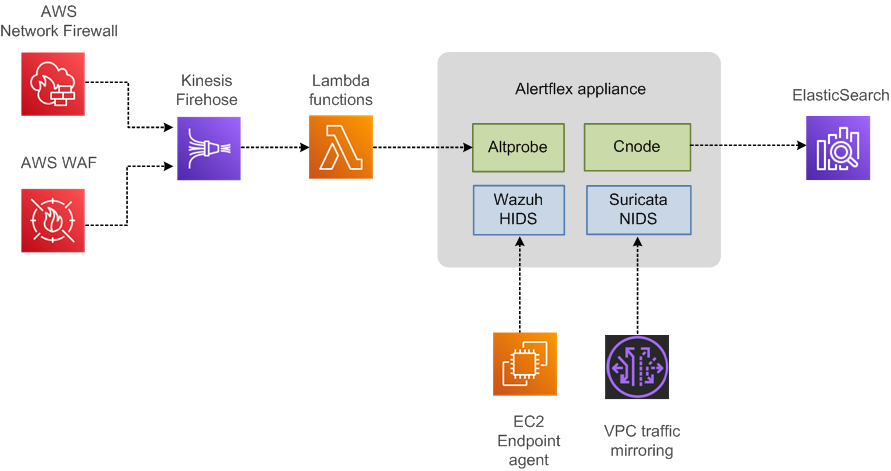 AWS
Network Firewall
Kinesis
Firehose
Lambda
functions
Alertflex appliance
ElasticSearch
Altprobe
Cnode
AWS WAF
Wazuh
HIDS
Suricata
NIDS
EC2
Endpoint
agent
VPC traffic
mirroring